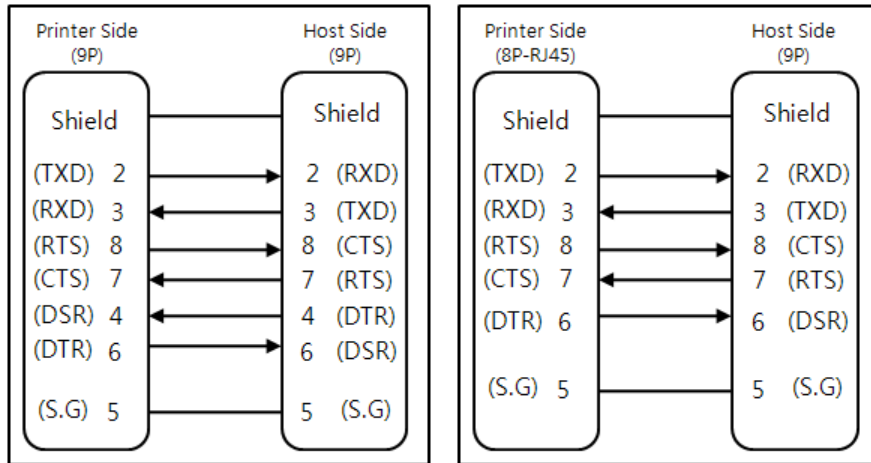 Printer Side
(9P)
Host Side
(9P)
Shield
Shield
(TXD) 2
2 (RXD)
(RXD) 3
3 (TXD)
(RTS) 8
8 (CTS)
(CTS) 7
7 (RTS)
(DSR) 4
4 (DTR)
(DTR) 6
6 (DSR)
(S.G) 5
5 (S.G)
Printer Side
(8P-RJ45)
Host Side
(9P)
Shield
Shield
(TXD) 2
2 (RXD)
(RXD) 3
3 (TXD)
(RTS) 8
8 (CTS)
(CTS) 7
7 (RTS)
(DTR) 6
6 (DSR)
(S.G) 5
5 (S.G)